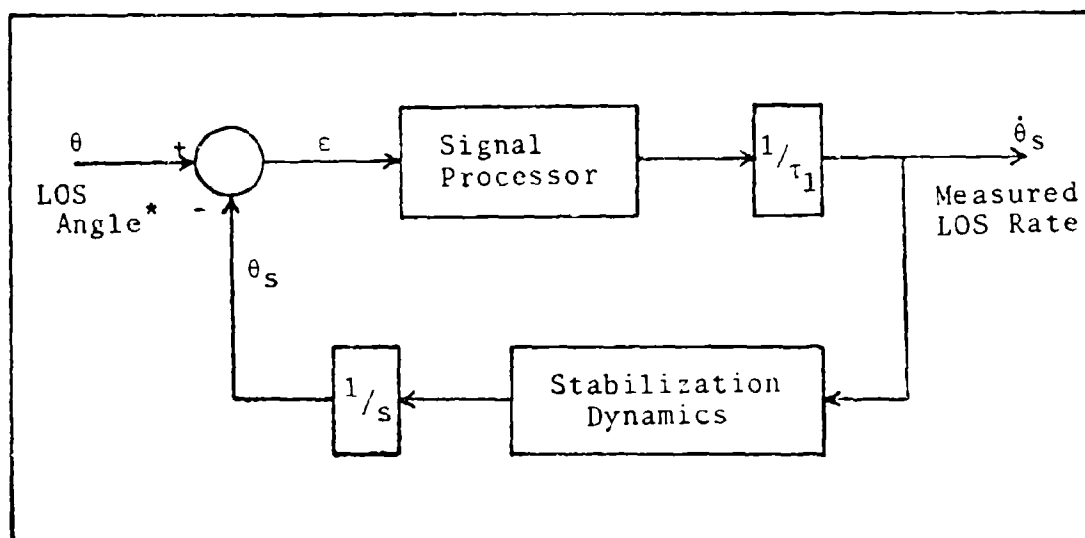 θ
+
ε
Signal
Processor
1/τ₁
θ̇s
LOS
Angle*
-
Measured
LOS Rate
θs
1/s
Stabilization
Dynamics